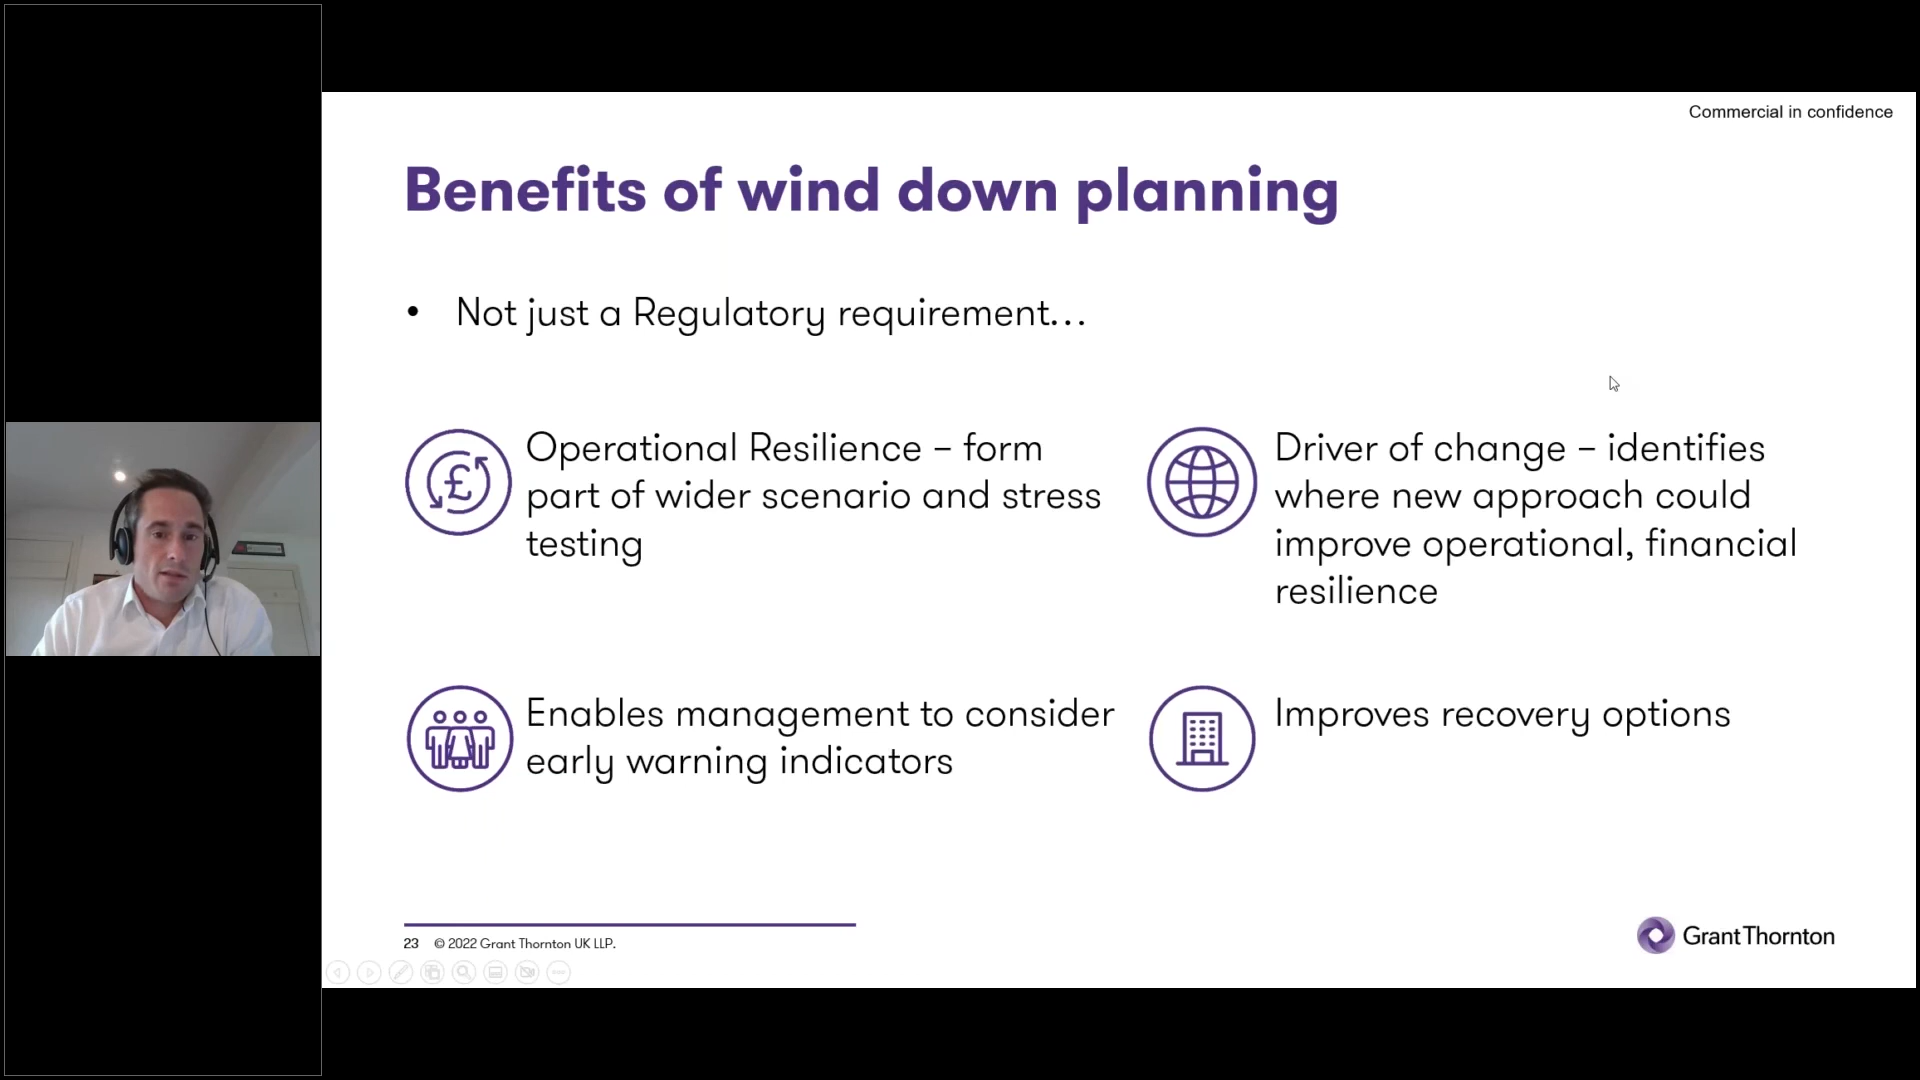 Commercial in confidence
Benefits of wind down planning
• Not just a Regulatory requirement...
Operational Resilience – form
part of wider scenario and stress
testing
Driver of change – identifies
where new approach could
improve operational, financial
resilience
Enables management to consider
early warning indicators
Improves recovery options
23 © 2022 Grant Thornton UK LLP.
Grant Thornton